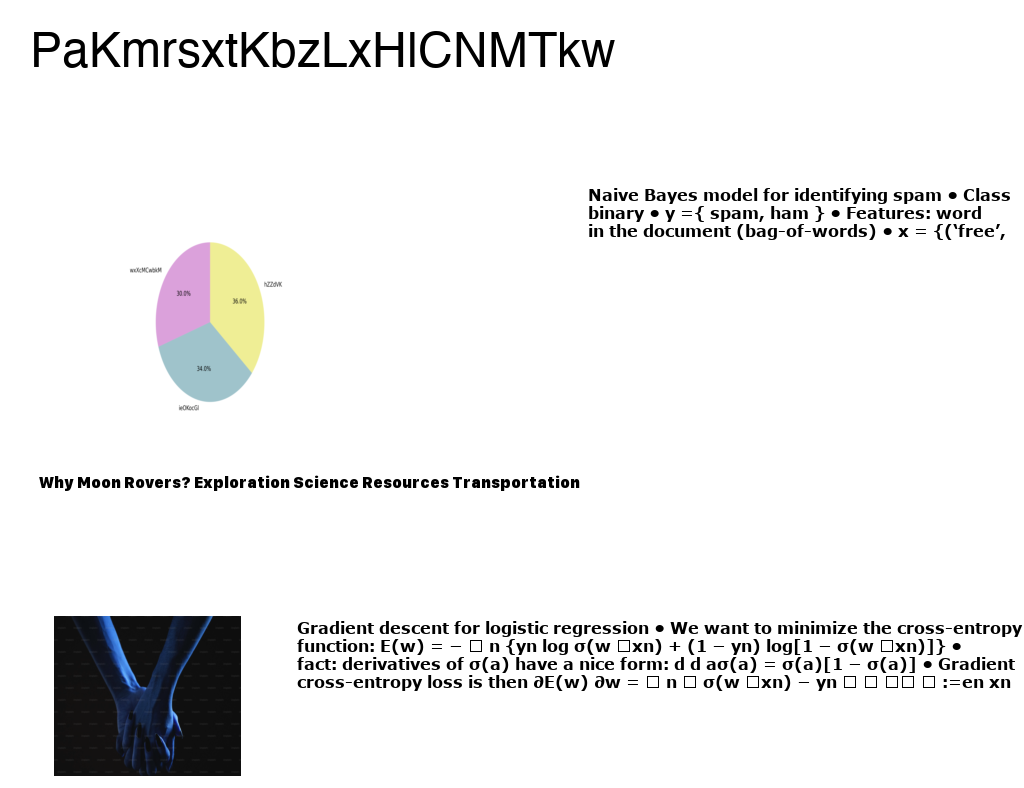 PaKmrsxtKbzLxHlCNMTkw
Naive Bayes model for identifying spam • Class
binary • y ={ spam, ham } • Features: word
in the document (bag-of-words) • x = {(‘free’,
wxXcMCwbkM
30.0%
hZZdVK
36.0%
34.0%
Why Moon Rovers? Exploration Science Resources Transportation
Gradient descent for logistic regression • We want to minimize the cross-entropy
function: E(w) = − □ n {yn log σ(w □xn) + (1 − yn) log[1 − σ(w □xn)]} •
fact: derivatives of σ(a) have a nice form: d d aσ(a) = σ(a)[1 − σ(a)] • Gradient
cross-entropy loss is then ∂E(w) ∂w = □ n □ σ(w □xn) − yn □ □ □□ □ :=en xn